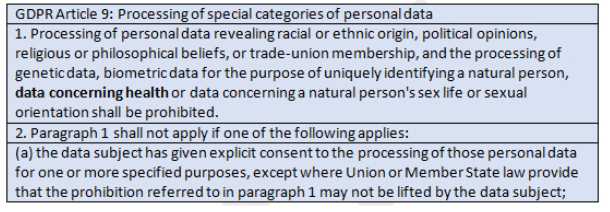 GDPR Article 9: Processing of special categories of personal data
1. Processing of personal data revealing racial or ethnic origin, political opinions,
religious or philosophical beliefs, or trade-union membership, and the processing of
genetic data, biometric data for the purpose of uniquely identifying a natural person,
data concerning health or data concerning a natural person's sex life or sexual
orientation shall be prohibited.
2. Paragraph 1 shall not apply if one of the following applies:
(a) the data subject has given explicit consent to the processing of those personal data
for one or more specified purposes, except where Union or Member State law provide
that the prohibition referred to in paragraph 1 may not be lifted by the data subject;